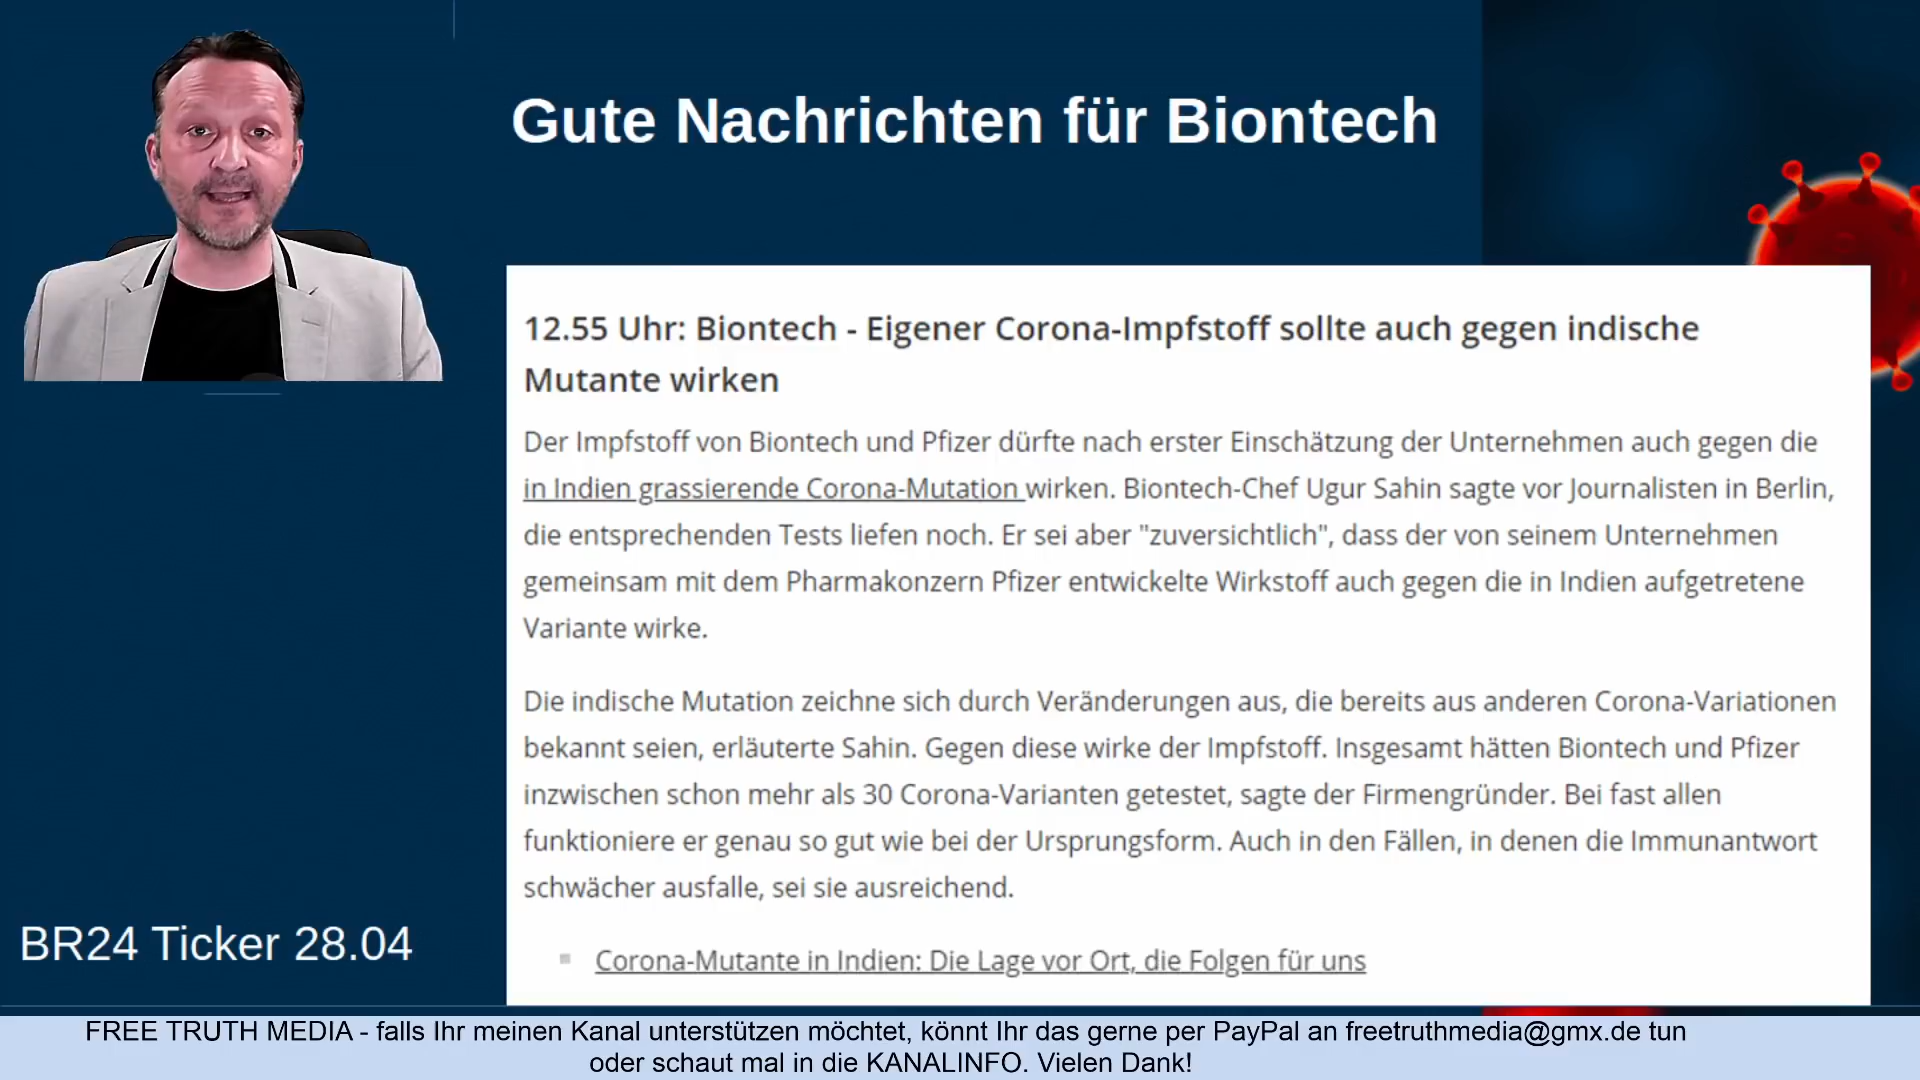 Gute Nachrichten für Biontech
12.55 Uhr: Biontech - Eigener Corona-Impfstoff sollte auch gegen indische
Mutante wirken
Der Impfstoff von Biontech und Pfizer dürfte nach erster Einschätzung der Unternehmen auch gegen die
in Indien grassierende Corona-Mutation wirken. Biontech-Chef Ugur Sahin sagte vor Journalisten in Berlin,
die entsprechenden Tests liefen noch. Er sei aber "zuversichtlich", dass der von seinem Unternehmen
gemeinsam mit dem Pharmakonzern Pfizer entwickelte Wirkstoff auch gegen die in Indien aufgetretene
Variante wirke.
Die indische Mutation zeichne sich durch Veränderungen aus, die bereits aus anderen Corona-Variationen
bekannt seien, erläuterte Sahin. Gegen diese wirke der Impfstoff. Insgesamt hätten Biontech und Pfizer
inzwischen schon mehr als 30 Corona-Varianten getestet, sagte der Firmengründer. Bei fast allen
funktioniere er genau so gut wie bei der Ursprungsform. Auch in den Fällen, in denen die Immunantwort
schwächer ausfalle, sei sie ausreichend.
Corona-Mutante in Indien: Die Lage vor Ort, die Folgen für uns
BR24 Ticker 28.04
FREE TRUTH MEDIA - falls Ihr meinen Kanal unterstützen möchtet, könnt Ihr das gerne per PayPal an freetruthmedia@gmx.de tun
oder schaut mal in die KANALINFO. Vielen Dank!